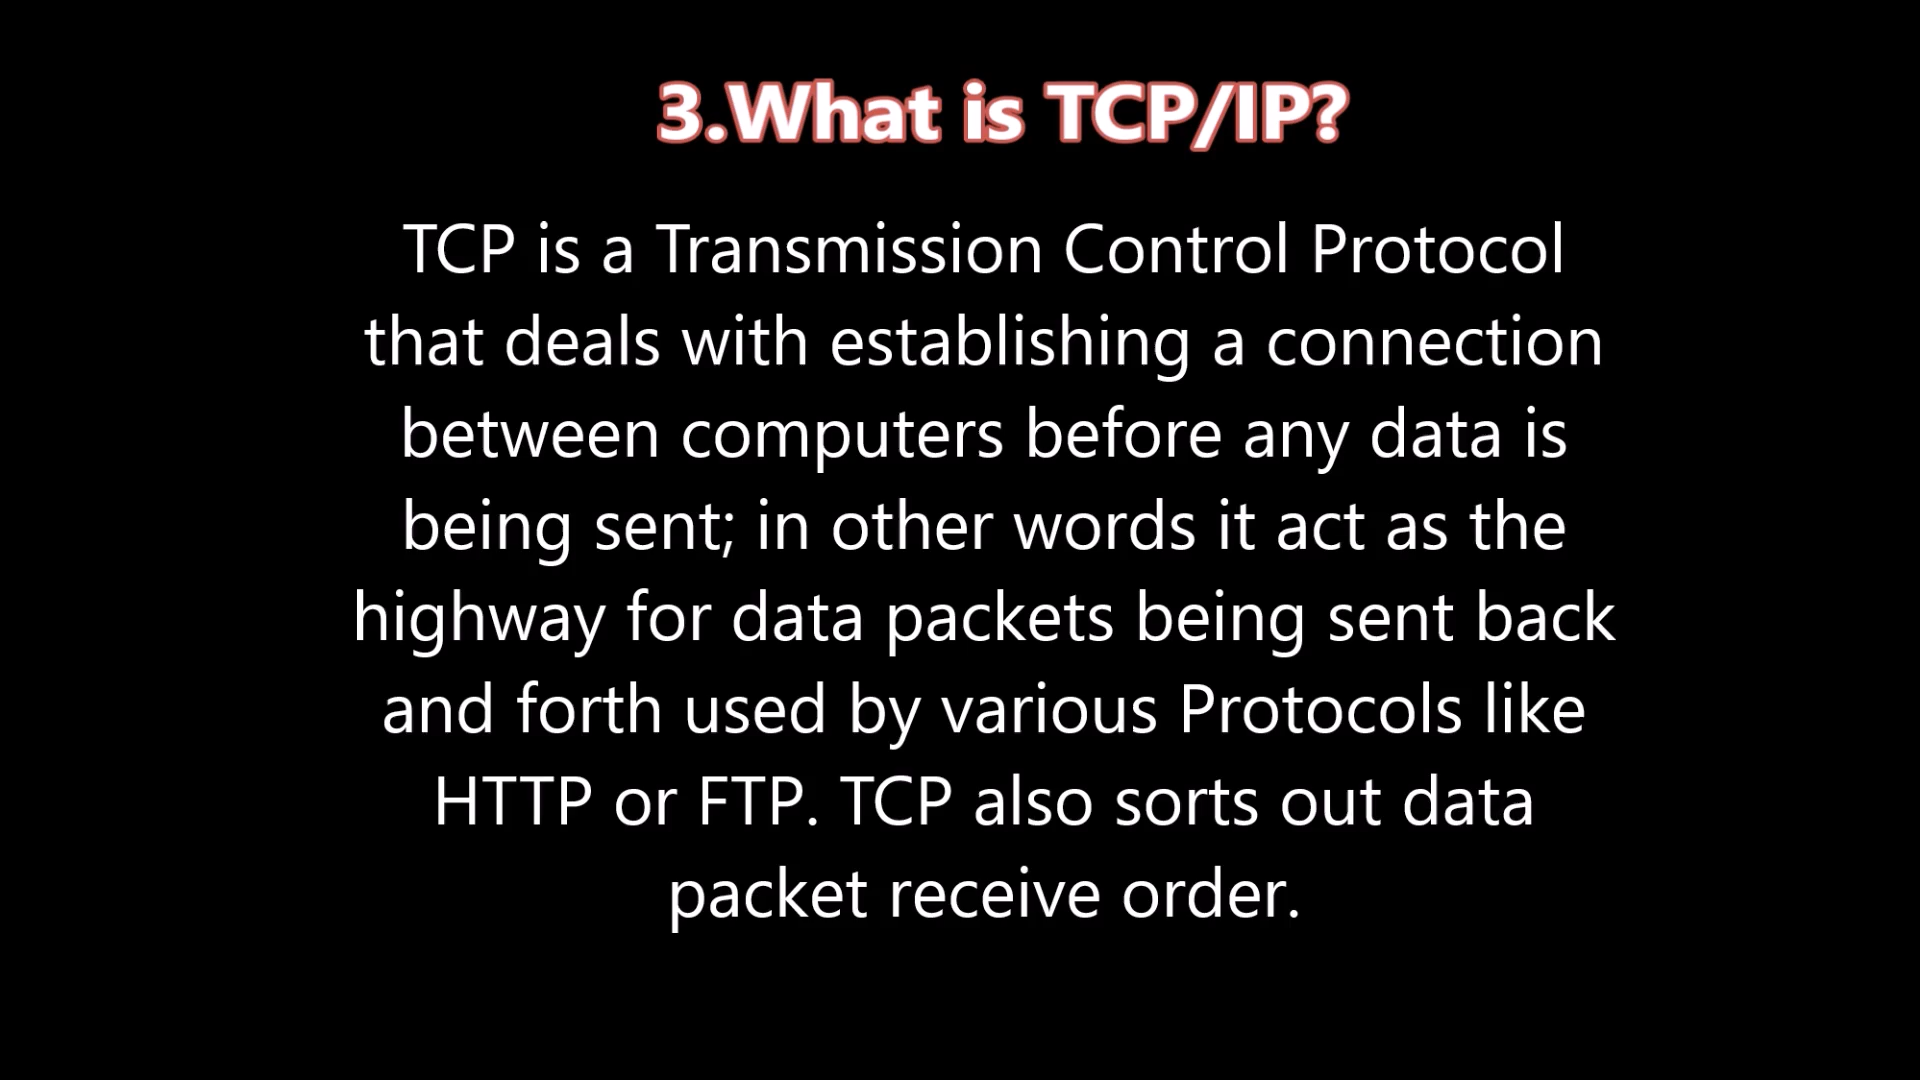 3.What is TCP/IP?
TCP is a Transmission Control Protocol
that deals with establishing a connection
between computers before any data is
being sent; in other words it act as the
highway for data packets being sent back
and forth used by various Protocols like
HTTP or FTP. TCP also sorts out data
packet receive order.